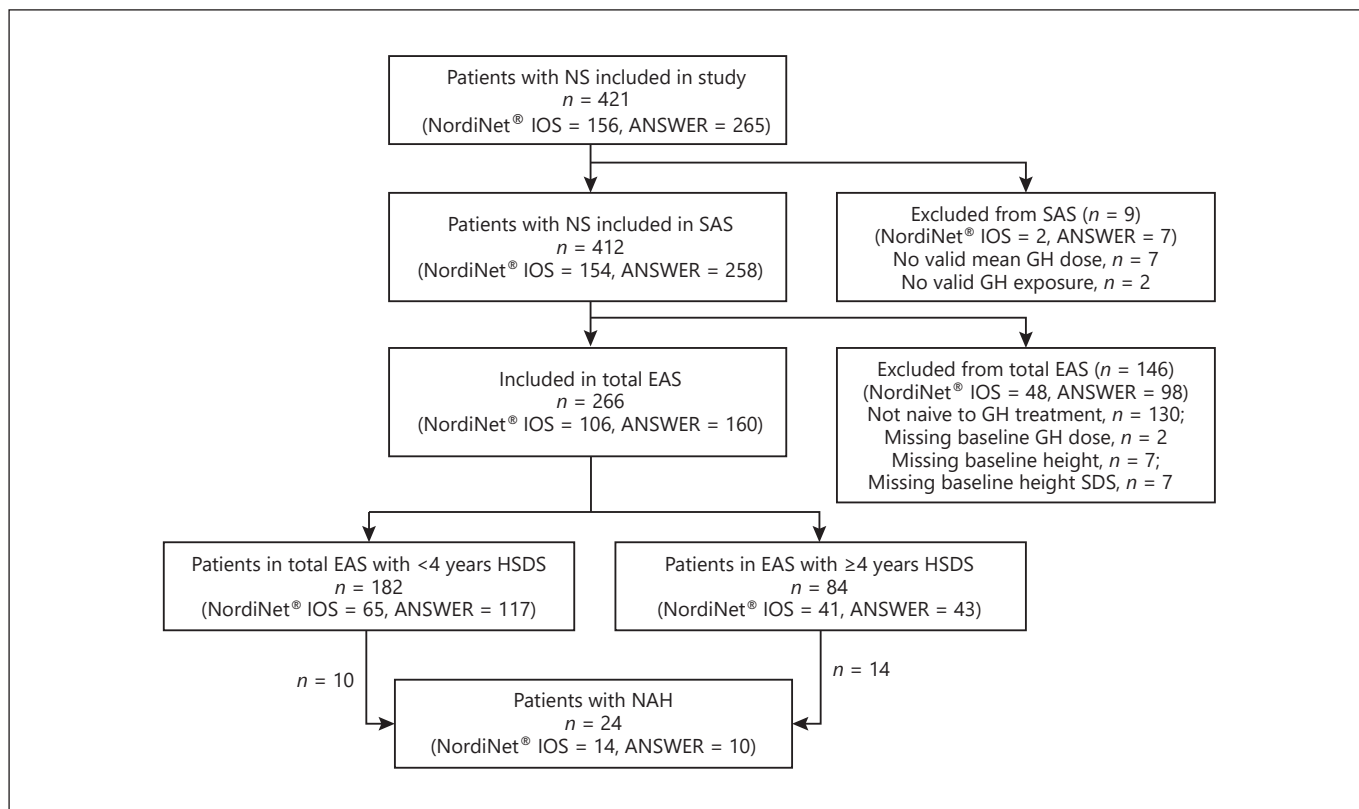 Patients with NS included in study
n = 421
(NordiNet® IOS = 156, ANSWER = 265)
Patients with NS included in SAS
n = 412
(NordiNet® IOS = 154, ANSWER = 258)
Excluded from SAS (n = 9)
(NordiNet® IOS = 2, ANSWER = 7)
No valid mean GH dose, n = 7
No valid GH exposure, n = 2
Included in total EAS
n = 266
(NordiNet® IOS = 106, ANSWER = 160)
Excluded from total EAS (n = 146)
(NordiNet® IOS = 48, ANSWER = 98)
Not naive to GH treatment, n = 130;
Missing baseline GH dose, n = 2
Missing baseline height, n = 7;
Missing baseline height SDS, n = 7
Patients in total EAS with <4 years HSDS
n = 182
(NordiNet® IOS = 65, ANSWER = 117)
Patients in EAS with ≥4 years HSDS
n = 84
(NordiNet® IOS = 41, ANSWER = 43)
n = 10
n = 14
Patients with NAH
n = 24
(NordiNet® IOS = 14, ANSWER = 10)